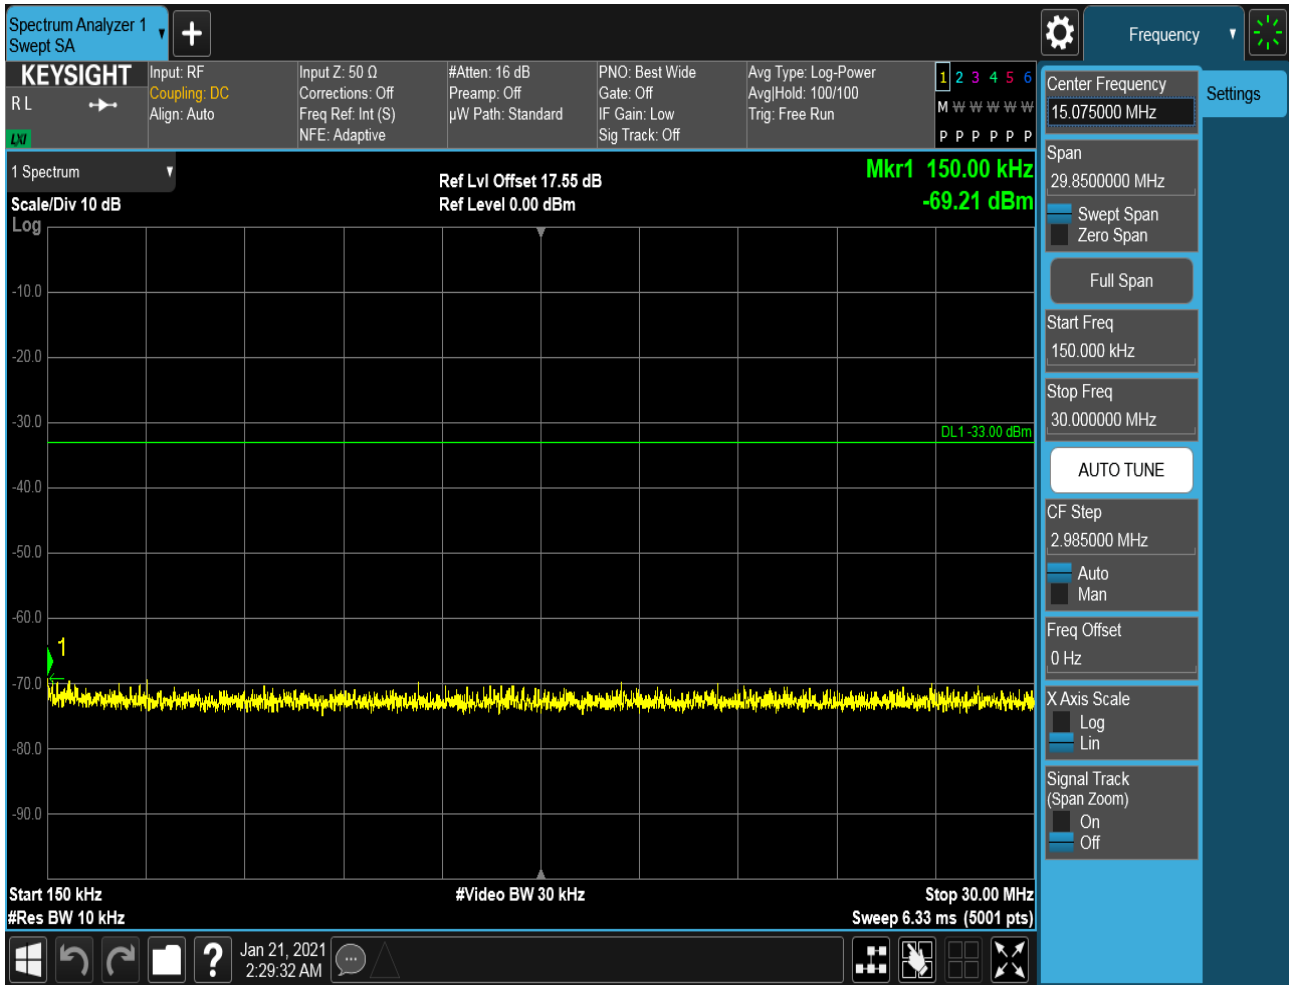 Spectrum Analyzer 1
Swept SA
+
Frequency
KEYSIGHT
R L
LXI
Input: RF
Coupling: DC
Align: Auto
Input Z: 50 Ω
Corrections: Off
Freq Ref: Int (S)
NFE: Adaptive
#Atten: 16 dB
Preamp: Off
µW Path: Standard
PNO: Best Wide
Gate: Off
IF Gain: Low
Sig Track: Off
Avg Type: Log-Power
Avg|Hold: 100/100
Trig: Free Run
1 2 3 4 5 6
M W W W W W
P P P P P P
1 Spectrum
Scale/Div 10 dB
Log
Ref Lvl Offset 17.55 dB
Ref Level 0.00 dBm
Mkr1 150.00 kHz
-69.21 dBm
-10.0
-20.0
-30.0
DL1 -33.00 dBm
-40.0
-50.0
-60.0
1
-70.0
-80.0
-90.0
Start 150 kHz
#Video BW 30 kHz
Stop 30.00 MHz
#Res BW 10 kHz
Sweep 6.33 ms (5001 pts)
Center Frequency
15.075000 MHz
Settings
Span
29.8500000 MHz
Swept Span
Zero Span
Full Span
Start Freq
150.000 kHz
Stop Freq
30.000000 MHz
AUTO TUNE
CF Step
2.985000 MHz
Auto
Man
Freq Offset
0 Hz
X Axis Scale
Log
Lin
Signal Track
(Span Zoom)
On
Off
?
Jan 21, 2021
2:29:32 AM